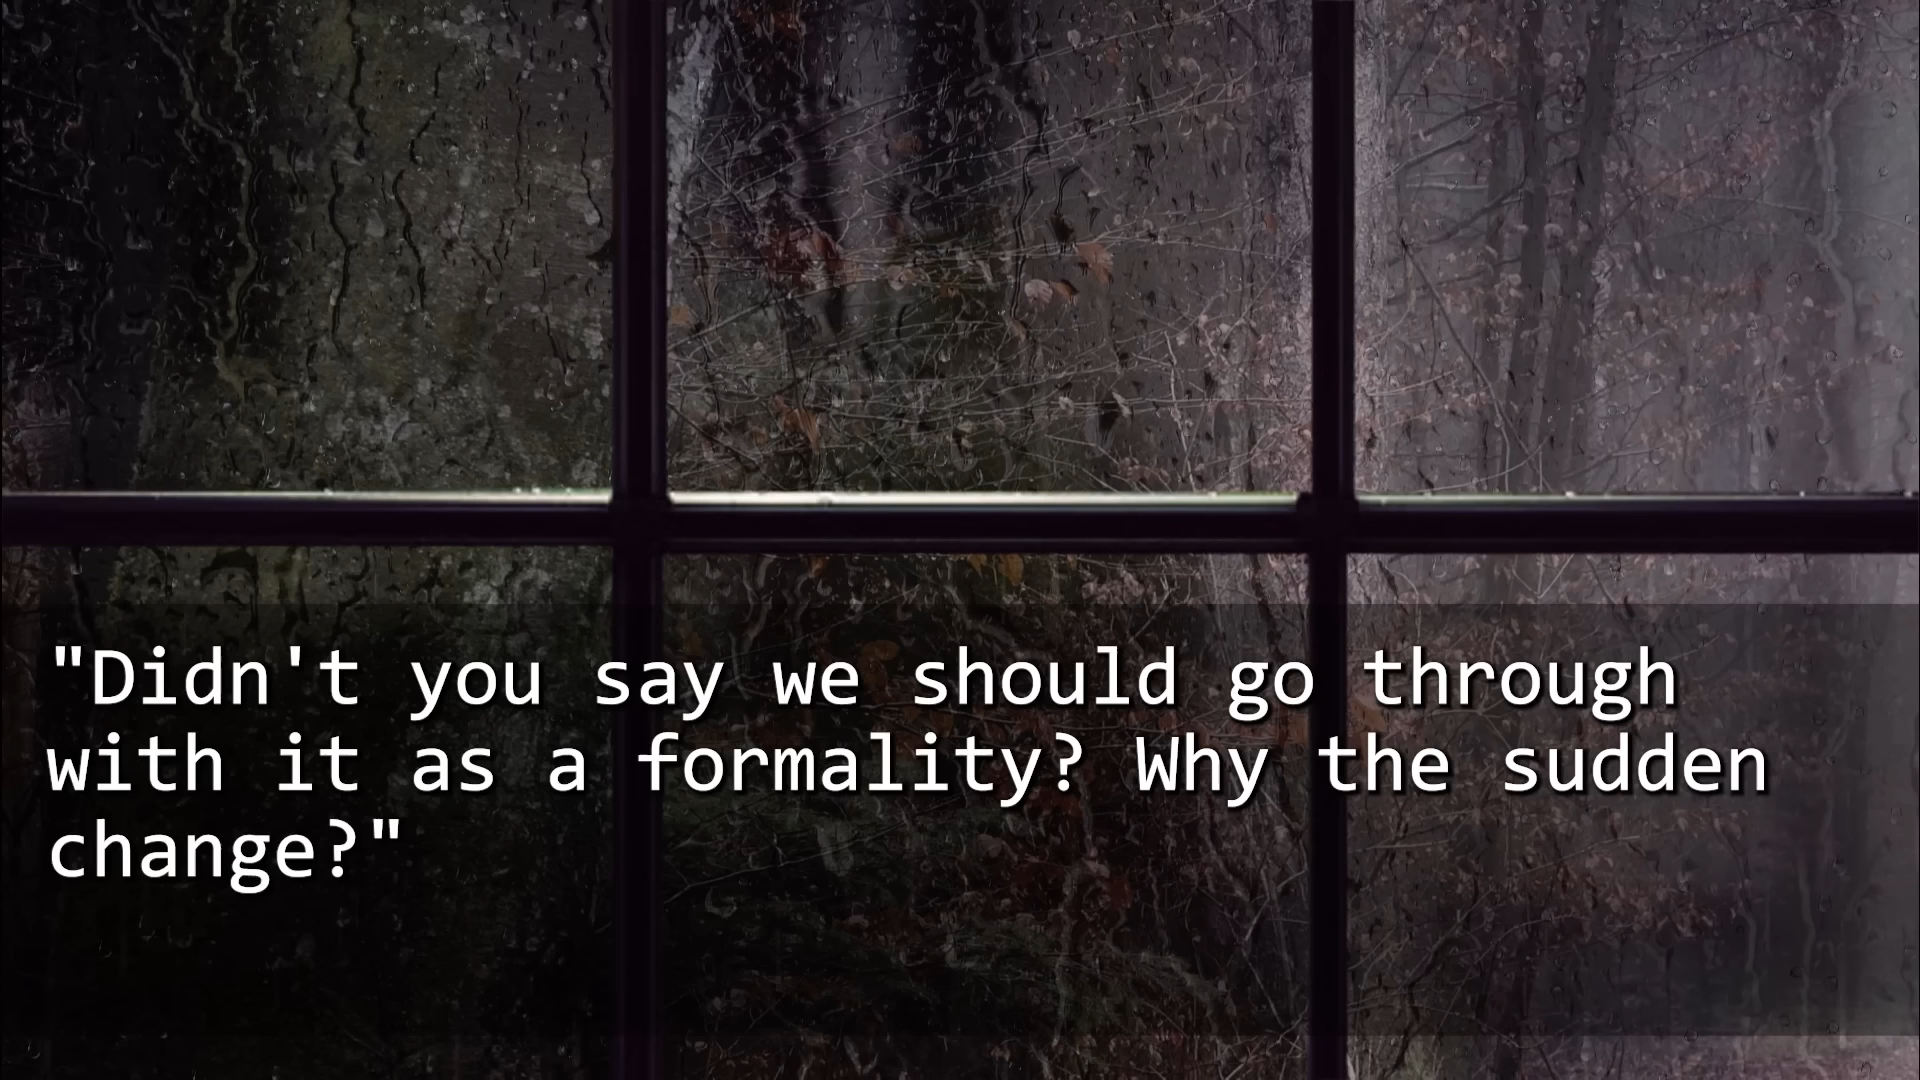 "Didn't you say we should go through
with it as a formality? Why the sudden
change?"